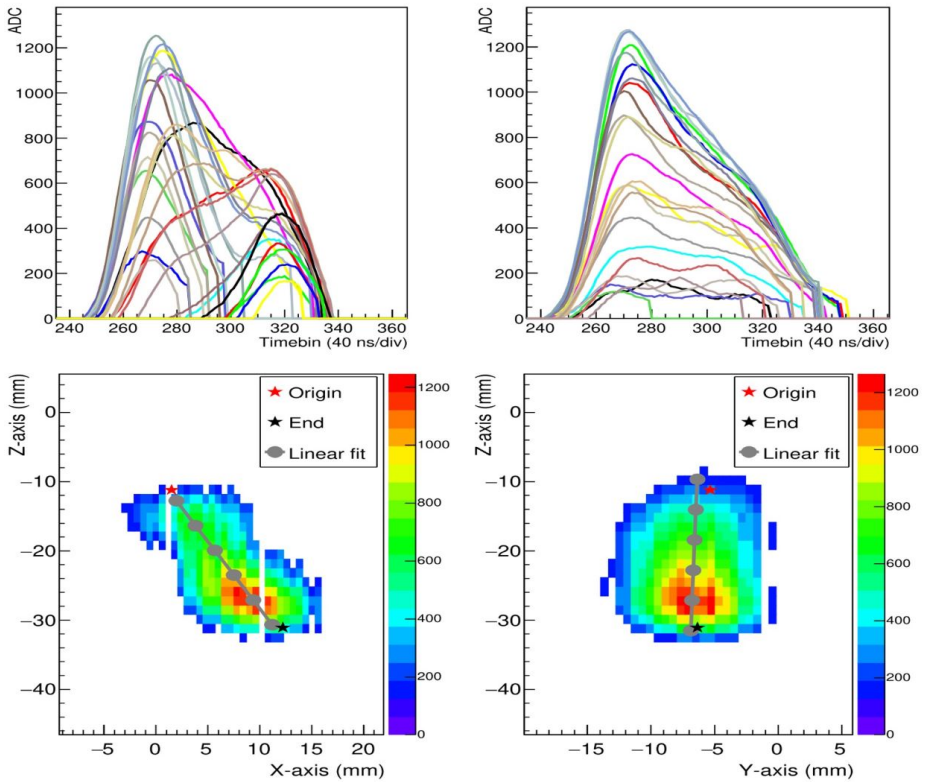 ADC
1200
1000
800
600
400
200
0
240 260 280 300 320 340 360
Timebin (40 ns/div)
ADC
1200
1000
800
600
400
200
0
240 260 280 300 320 340 360
Timebin (40 ns/div)
Z-axis (mm)
0
−10
−20
−30
−40
−5 0 5 10 15 20
X-axis (mm)
Origin
End
Linear fit
1200
1000
800
600
400
200
0
Z-axis (mm)
0
−10
−20
−30
−40
−15 −10 −5 0 5
Y-axis (mm)
Origin
End
Linear fit
1200
1000
800
600
400
200
0